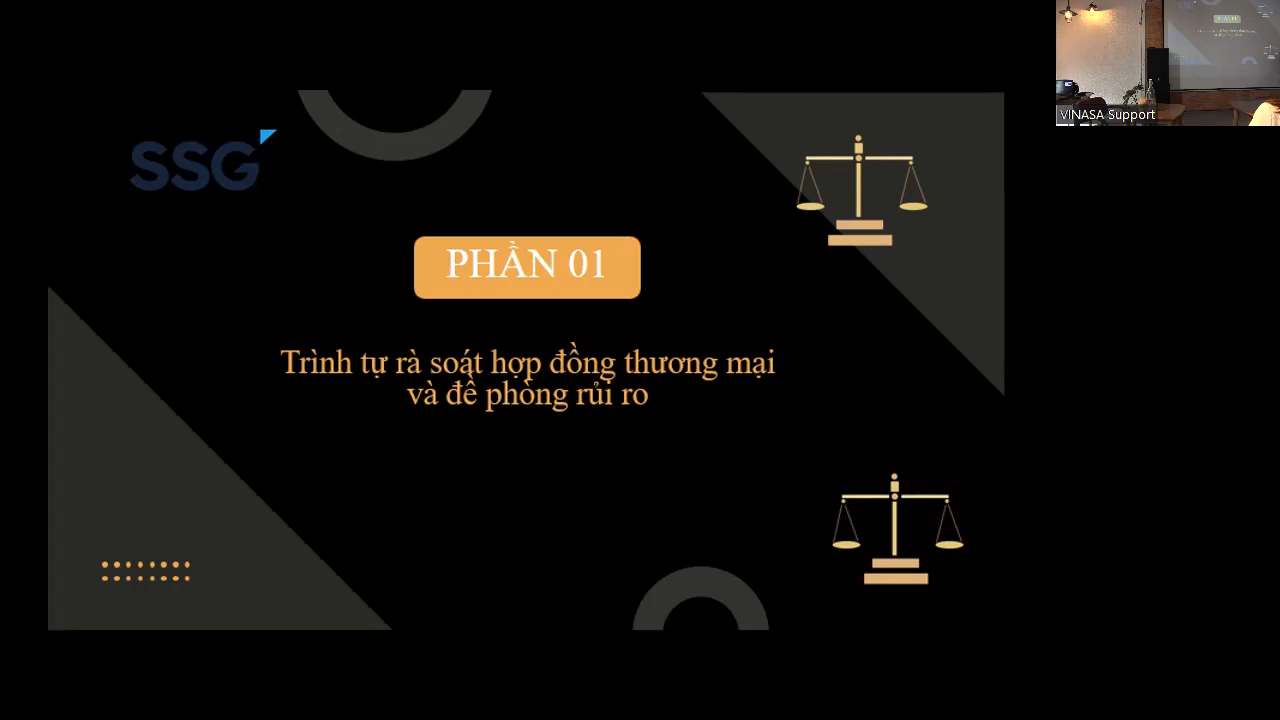 SSG
PHẦN 01
Trình tự rà soát hợp đồng thương mại
và đề phòng rủi ro
VINASA Support